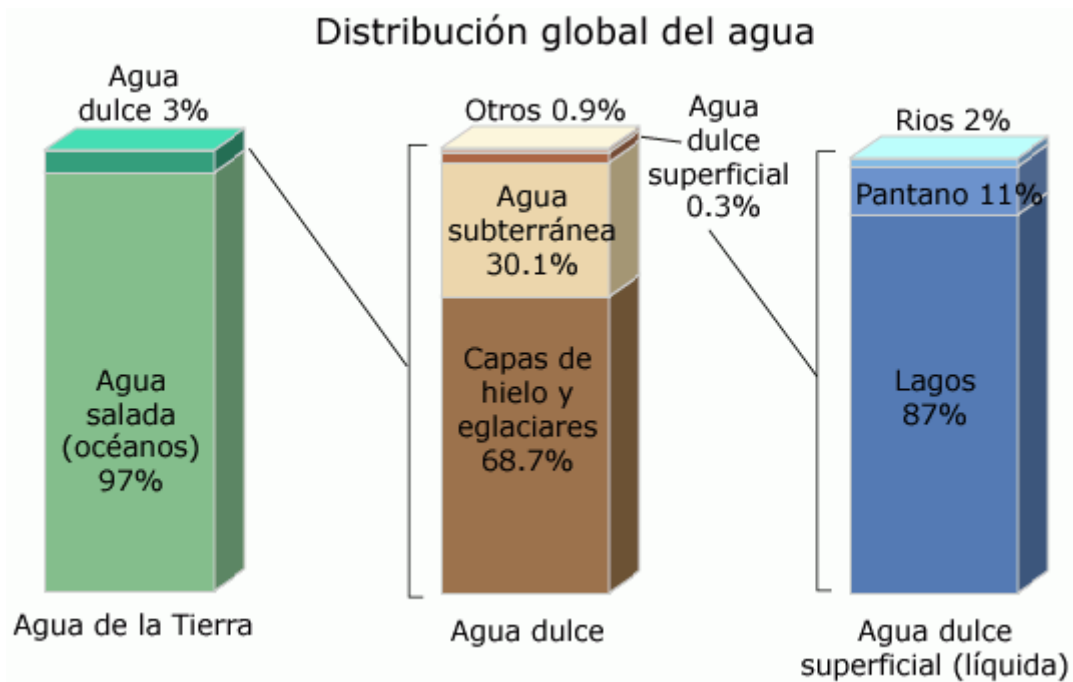 Distribución global del agua
Agua
dulce 3%
Agua
salada
(océanos)
97%
Agua de la Tierra
Otros 0.9%
Agua
dulce
superficial
0.3%
Agua
subterránea
30.1%
Capas de
hielo y
eglaciares
68.7%
Agua dulce
Rios 2%
Pantano 11%
Lagos
87%
Agua dulce
superficial (líquida)